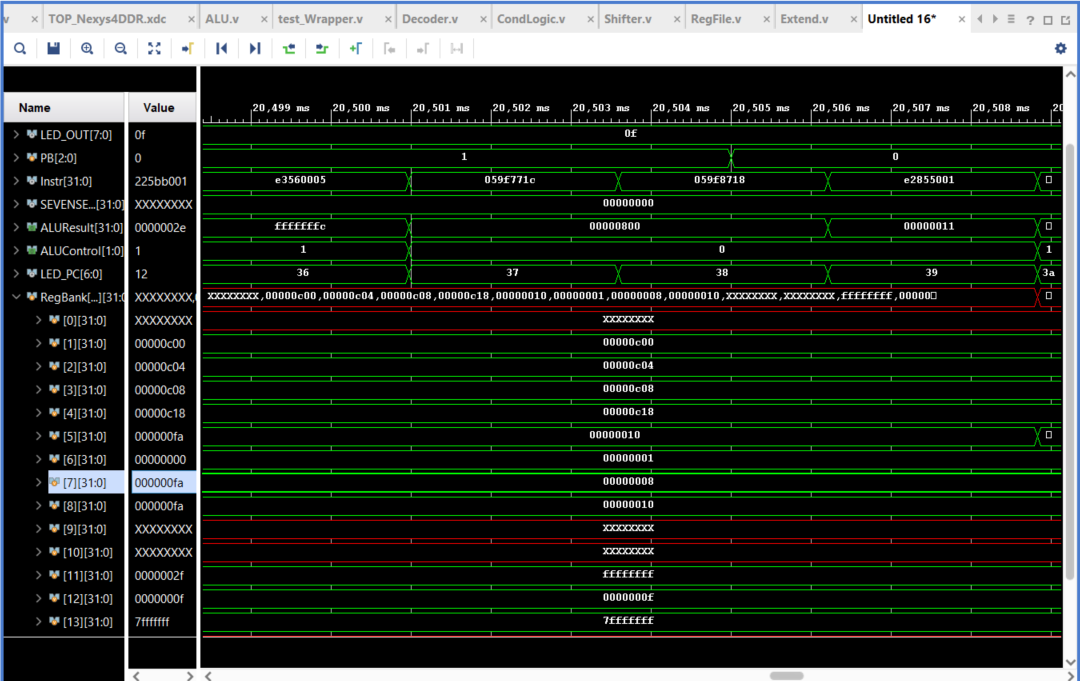 v × TOP_Nexys4DDR.xdc × ALU.v × test_Wrapper.v × Decoder.v × CondLogic.v × Shifter.v × RegFile.v × Extend.v × Untitled 16* ×
20,499 ms 20,500 ms 20,501 ms 20,502 ms 20,503 ms 20,504 ms 20,505 ms 20,506 ms 20,507 ms 20,508 ms 20
Name Value
LED_OUT[7:0] 0f 0f
PB[2:0] 0 1 0
Instr[31:0] 225bb001 e3560005 059f771c 059f8718 e2855001
SEVENSE...[31:0] XXXXXXXX 00000000
ALUResult[31:0] 0000002e fffffffc 00000800 00000011
ALUControl[1:0] 1 1 0 1
LED_PC[6:0] 12 36 37 38 39 3a
RegBank[...][31:0 XXXXXXXX, XXXXXXXX,00000c00,00000c04,00000c08,00000c18,00000010,00000001,00000008,00000010,XXXXXXXX,XXXXXXXX,ffffffff,00000
[0][31:0] XXXXXXXX XXXXXXXX
[1][31:0] 00000c00 00000c00
[2][31:0] 00000c04 00000c04
[3][31:0] 00000c08 00000c08
[4][31:0] 00000c18 00000c18
[5][31:0] 000000fa 00000010
[6][31:0] 00000000 00000001
[7][31:0] 000000fa 00000008
[8][31:0] 000000fa 00000010
[9][31:0] XXXXXXXX XXXXXXXX
[10][31:0] XXXXXXXX XXXXXXXX
[11][31:0] 0000002f ffffffff
[12][31:0] 0000000f 0000000f
[13][31:0] 7fffffff 7fffffff